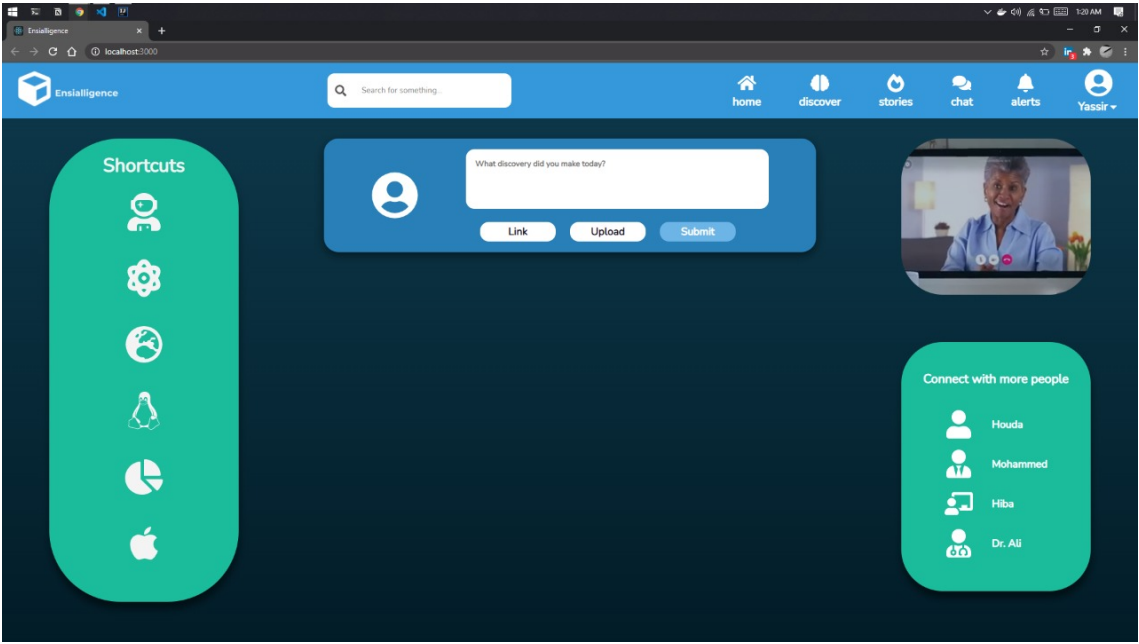 1:20 AM
Ensialligence
localhost:3000
Ensialligence
Search for something..
home
discover
stories
chat
alerts
Yassir
Shortcuts
What discovery did you make today?
Link
Upload
Submit
Connect with more people
Houda
Mohammed
Hiba
Dr. Ali